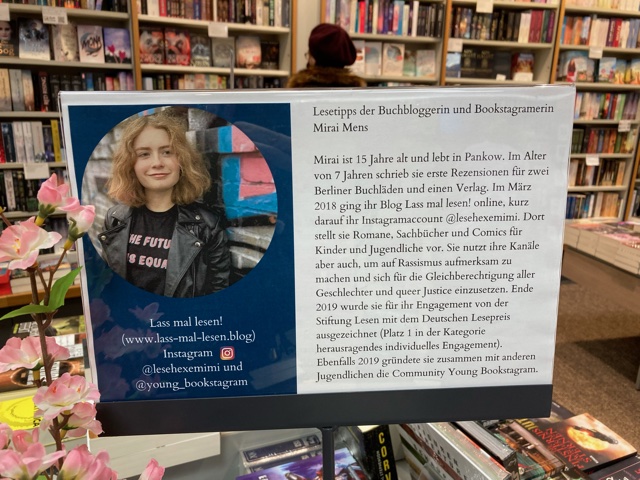 Lesetipps der Buchbloggerin und Bookstagramerin
Mirai Mens
Mirai ist 15 Jahre alt und lebt in Pankow. Im Alter
von 7 Jahren schrieb sie erste Rezensionen für zwei
Berliner Buchläden und einen Verlag. Im März
2018 ging ihr Blog Lass mal lesen! online, kurz
darauf ihr Instagramaccount @lesehexemimi. Dort
stellt sie Romane, Sachbücher und Comics für
Kinder und Jugendliche vor. Sie nutzt ihre Kanäle
aber auch, um auf Rassismus aufmerksam zu
machen und sich für die Gleichberechtigung aller
Geschlechter und queer Justice einzusetzen. Ende
2019 wurde sie für ihr Engagement von der
Stiftung Lesen mit dem Deutschen Lesepreis
ausgezeichnet (Platz 1 in der Kategorie
herausragendes individuelles Engagement).
Ebenfalls 2019 gründete sie zusammen mit anderen
Jugendlichen die Community Young Bookstagram.
HE FUTU
IS EQUA
Lass mal lesen!
(www.lass-mal-lesen.blog)
Instagram
@lesehexemimi und
@young_bookstagram